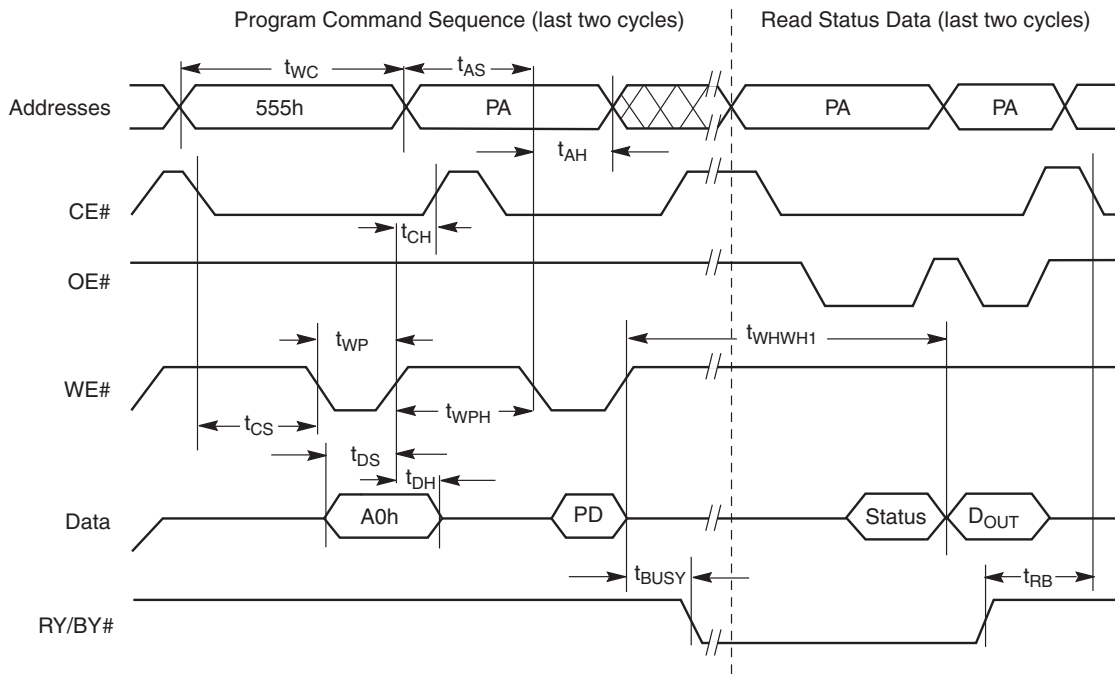 Program Command Sequence (last two cycles) Read Status Data (last two cycles)
tWC tAS
Addresses 555h PA PA PA
tAH
CE#
tCH
OE#
tWP tWHWH1
WE#
tCS tWPH
tDS tDH
Data A0h PD Status DOUT
tBUSY tRB
RY/BY#